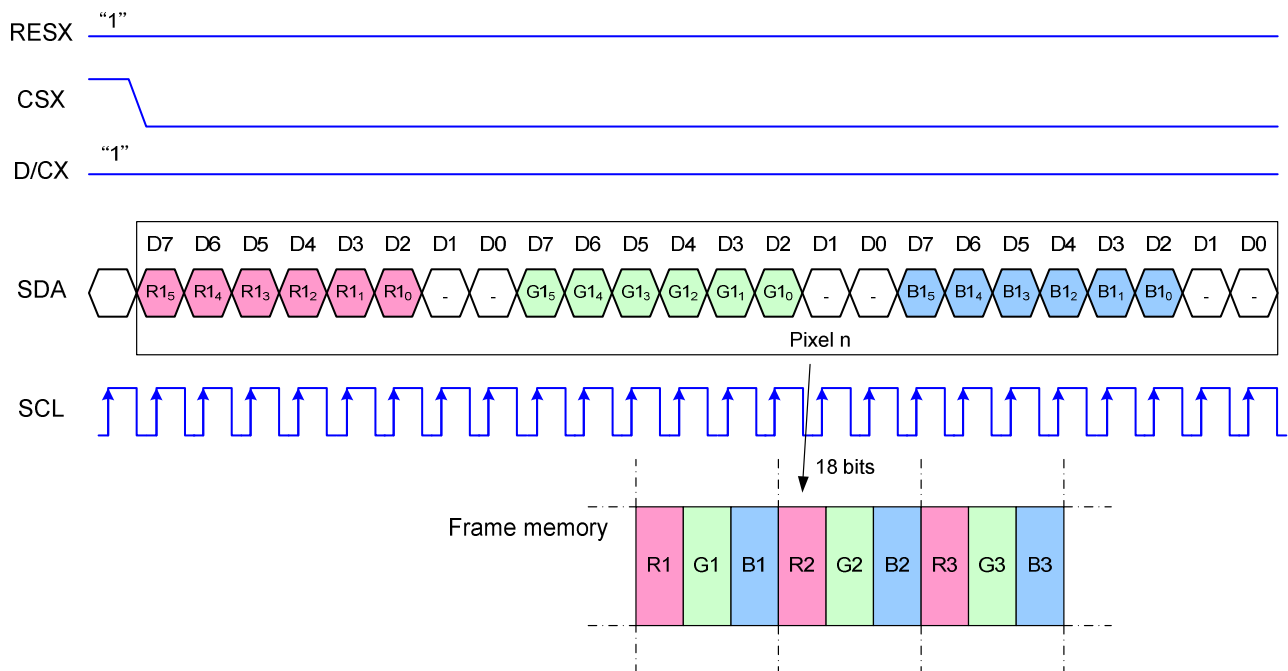 RESX “1”
CSX
D/CX “1”
D7 D6 D5 D4 D3 D2 D1 D0 D7 D6 D5 D4 D3 D2 D1 D0 D7 D6 D5 D4 D3 D2 D1 D0
SDA R1₅ R1₄ R1₃ R1₂ R1₁ R1₀ - - G1₅ G1₄ G1₃ G1₂ G1₁ G1₀ - - B1₅ B1₄ B1₃ B1₂ B1₁ B1₀ - -
Pixel n
SCL
18 bits
Frame memory
R1 G1 B1 R2 G2 B2 R3 G3 B3